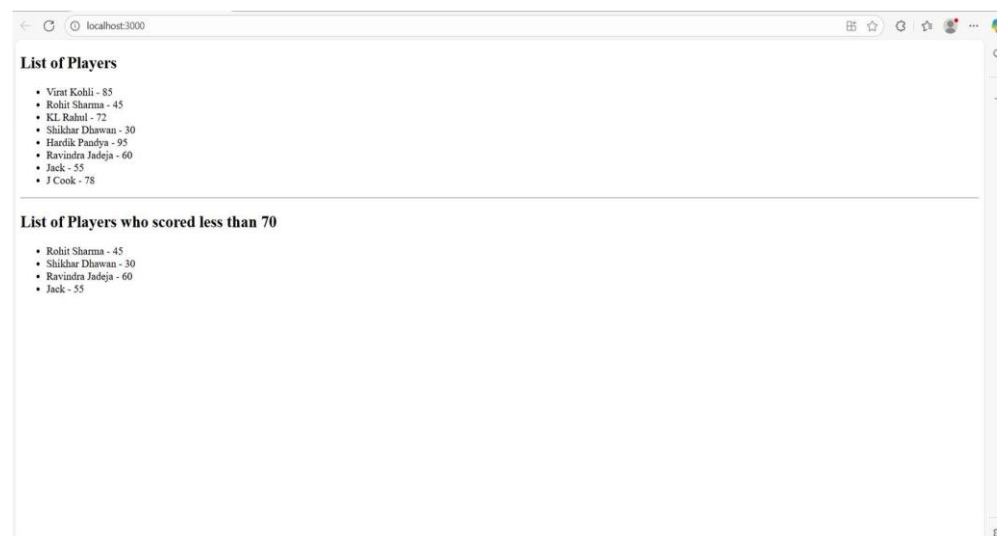 localhost:3000
List of Players
• Virat Kohli - 85
• Rohit Sharma - 45
• KL Rahul - 72
• Shikhar Dhawan - 30
• Hardik Pandya - 95
• Ravindra Jadeja - 60
• Jack - 55
• J Cook - 78
List of Players who scored less than 70
• Rohit Sharma - 45
• Shikhar Dhawan - 30
• Ravindra Jadeja - 60
• Jack - 55